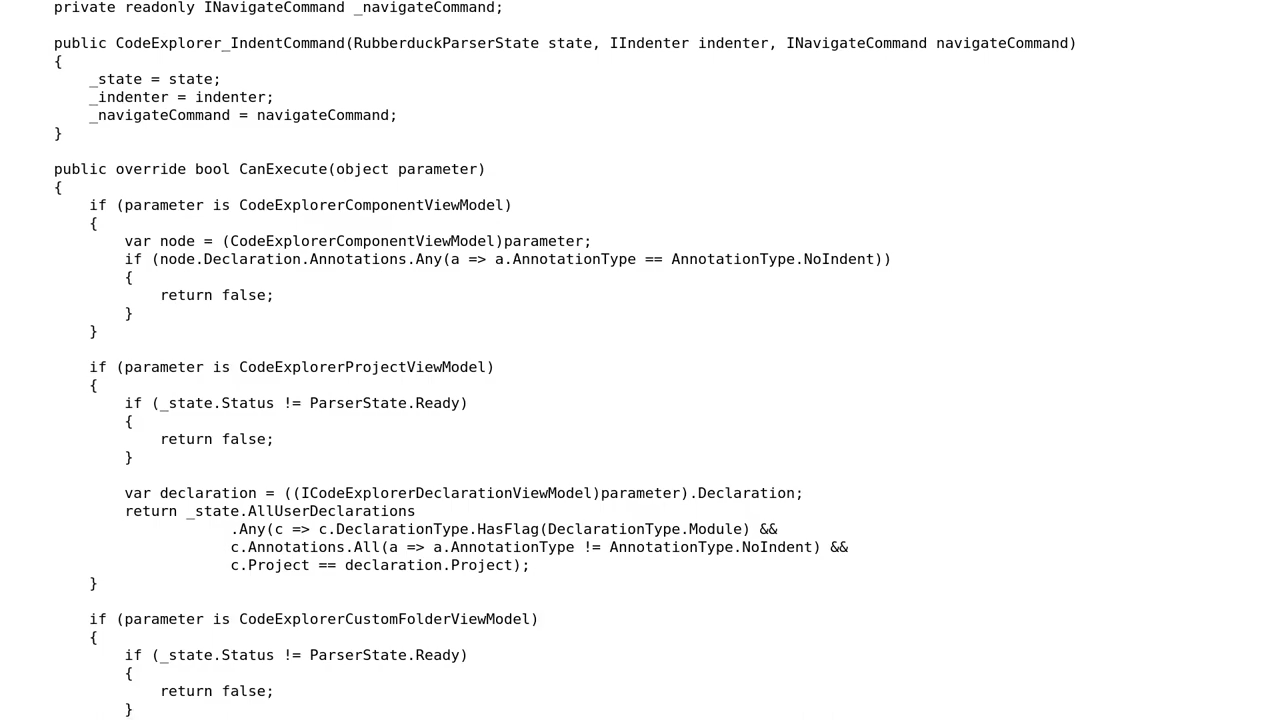 private readonly INavigateCommand _navigateCommand;

public CodeExplorer_IndentCommand(RubberduckParserState state, IIndenter indenter, INavigateCommand navigateCommand)
{
    _state = state;
    _indenter = indenter;
    _navigateCommand = navigateCommand;
}

public override bool CanExecute(object parameter)
{
    if (parameter is CodeExplorerComponentViewModel)
    {
        var node = (CodeExplorerComponentViewModel)parameter;
        if (node.Declaration.Annotations.Any(a => a.AnnotationType == AnnotationType.NoIndent))
        {
            return false;
        }
    }

    if (parameter is CodeExplorerProjectViewModel)
    {
        if (_state.Status != ParserState.Ready)
        {
            return false;
        }

        var declaration = ((ICodeExplorerDeclarationViewModel)parameter).Declaration;
        return _state.AllUserDeclarations
                    .Any(c => c.DeclarationType.HasFlag(DeclarationType.Module) &&
                    c.Annotations.All(a => a.AnnotationType != AnnotationType.NoIndent) &&
                    c.Project == declaration.Project);
    }

    if (parameter is CodeExplorerCustomFolderViewModel)
    {
        if (_state.Status != ParserState.Ready)
        {
            return false;
        }